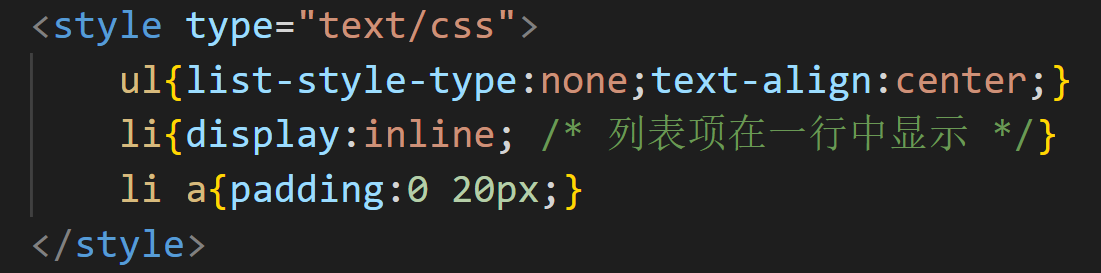 <style type="text/css">
ul{list-style-type:none;text-align:center;}
li{display:inline; /* 列表项在一行中显示 */}
li a{padding:0 20px;}
</style>